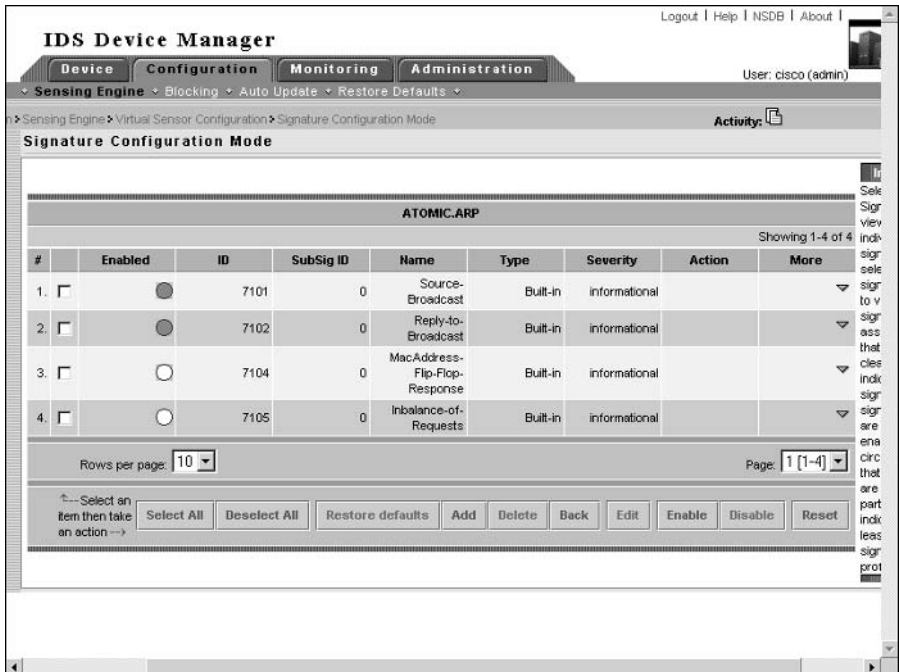 Logout | Help | NSDB | About |
IDS Device Manager
Device Configuration Monitoring Administration
User: cisco (admin)
Sensing Engine Blocking Auto Update Restore Defaults
Sensing Engine Virtual Sensor Configuration Signature Configuration Mode
Activity:
Signature Configuration Mode
ATOMIC.ARP
Showing 1-4 of 4
# Enabled ID SubSig ID Name Type Severity Action More
1. 7101 0 Source-Broadcast Built-in informational
2. 7102 0 Reply-to-Broadcast Built-in informational
3. 7104 0 MacAddress-Flip-Flop-Response Built-in informational
4. 7105 0 Inbalance-of-Requests Built-in informational
Rows per page: 10
Page: 1 [1-4]
Select an
item then take
an action
Select All Deselect All Restore defaults Add Delete Back Edit Enable Disable Reset